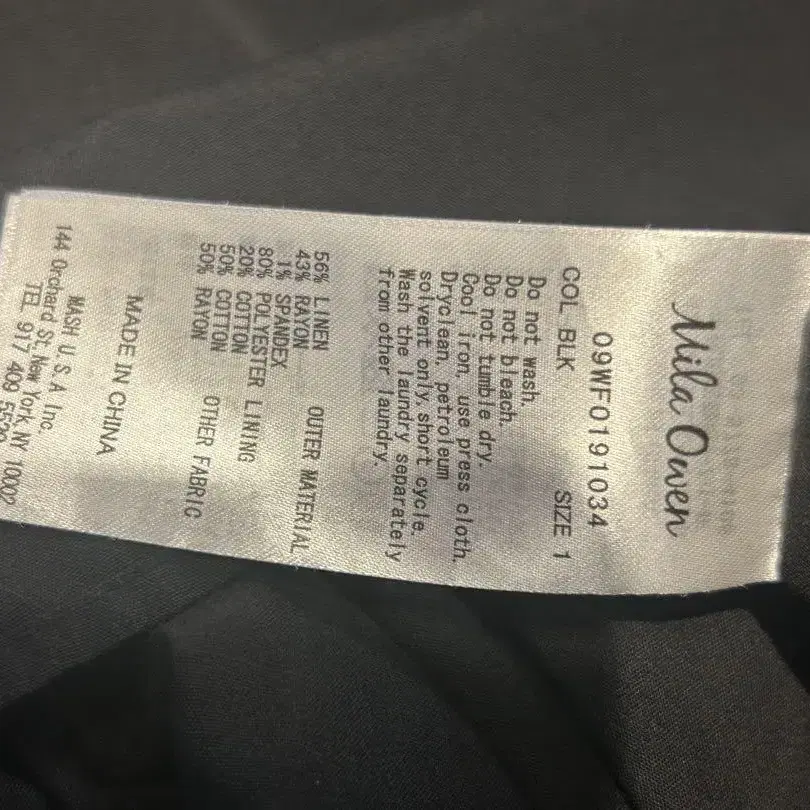 Mila Owen
09WF0191034
COL BLK SIZE 1
Do not wash.
Do not bleach.
Do not tumble dry.
Cool iron, use press cloth.
Dryclean, petroleum
solvent only, short cycle.
Wash the laundry separately
from other laundry.
56% LINEN OUTER MATERIAL
43% RAYON
1% SPANDEX
80% POLYESTER LINING
20% COTTON
50% COTTON OTHER FABRIC
50% RAYON
MADE IN CHINA
MASH U.S.A Inc.
144 Orchard St, New York, NY 10002
TEL 917 409